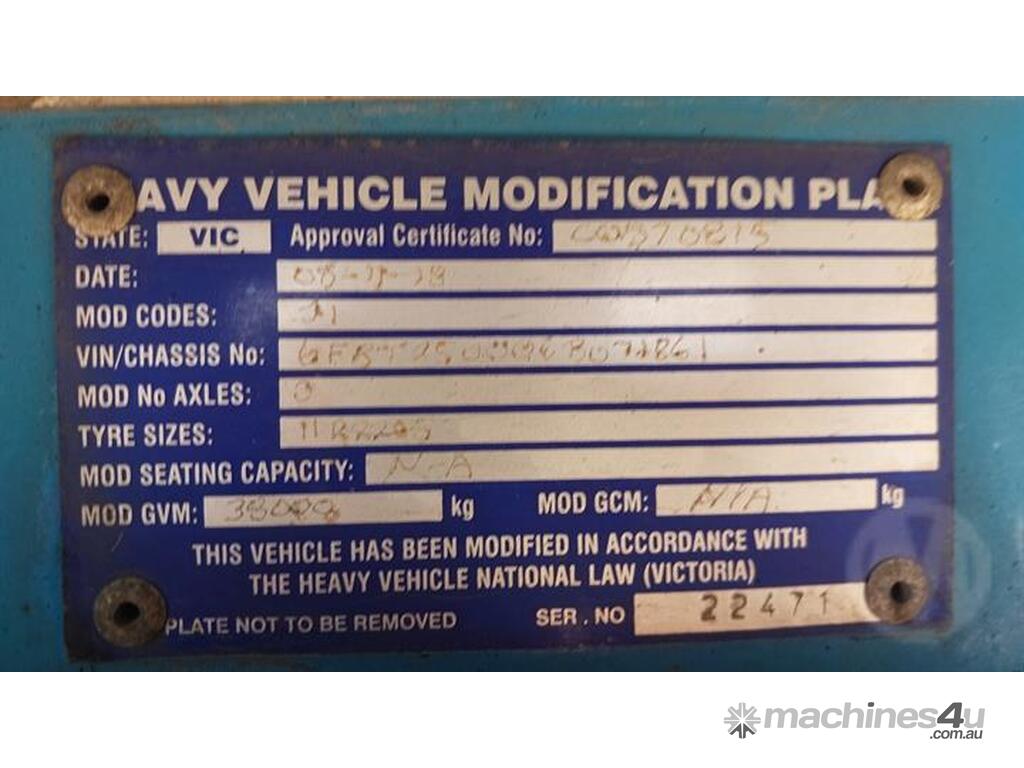 AVY VEHICLE MODIFICATION PLA
STATE: VIC Approval Certificate No:
DATE:
MOD CODES:
VIN/CHASSIS No:
MOD No AXLES:
TYRE SIZES:
MOD SEATING CAPACITY: N-A
MOD GVM: kg MOD GCM: N/A kg
THIS VEHICLE HAS BEEN MODIFIED IN ACCORDANCE WITH
THE HEAVY VEHICLE NATIONAL LAW (VICTORIA)
PLATE NOT TO BE REMOVED SER. NO 22471
machines4u
.com.au